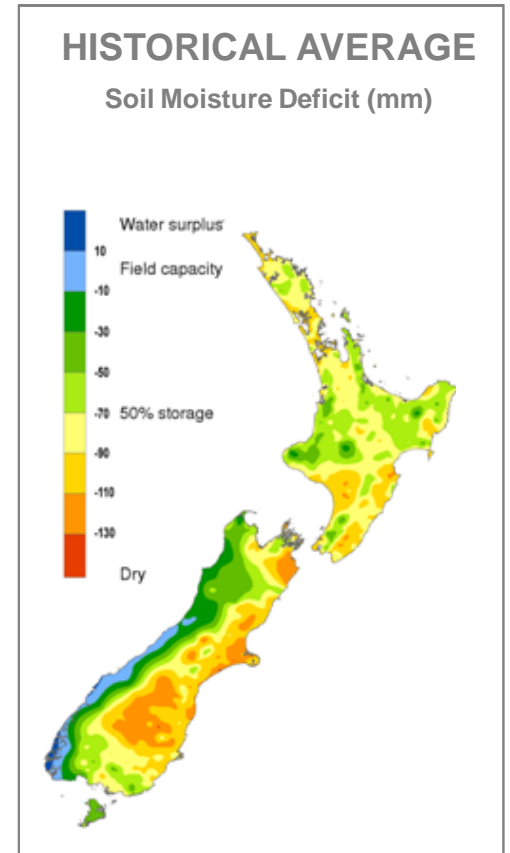 HISTORICAL AVERAGE
Soil Moisture Deficit (mm)
Water surplus
10
Field capacity
-10
-30
-50
-70 50% storage
-90
-110
-130
Dry